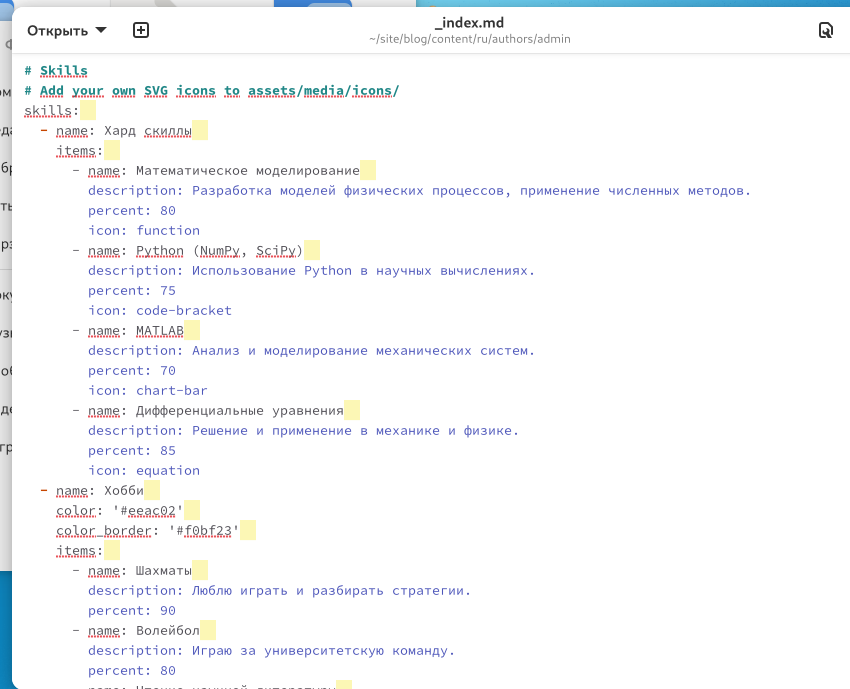 Открыть
_index.md
~/site/blog/content/ru/authors/admin
# Skills
# Add your own SVG icons to assets/media/icons/
skills:
- name: Хард скиллы
items:
- name: Математическое моделирование
description: Разработка моделей физических процессов, применение численных методов.
percent: 80
icon: function
- name: Python (NumPy, SciPy)
description: Использование Python в научных вычислениях.
percent: 75
icon: code-bracket
- name: MATLAB
description: Анализ и моделирование механических систем.
percent: 70
icon: chart-bar
- name: Дифференциальные уравнения
description: Решение и применение в механике и физике.
percent: 85
icon: equation
- name: Хобби
color: '#eeac02'
color_border: '#f0bf23'
items:
- name: Шахматы
description: Люблю играть и разбирать стратегии.
percent: 90
- name: Волейбол
description: Играю за университетскую команду.
percent: 80
- name: Чтение научной литературы